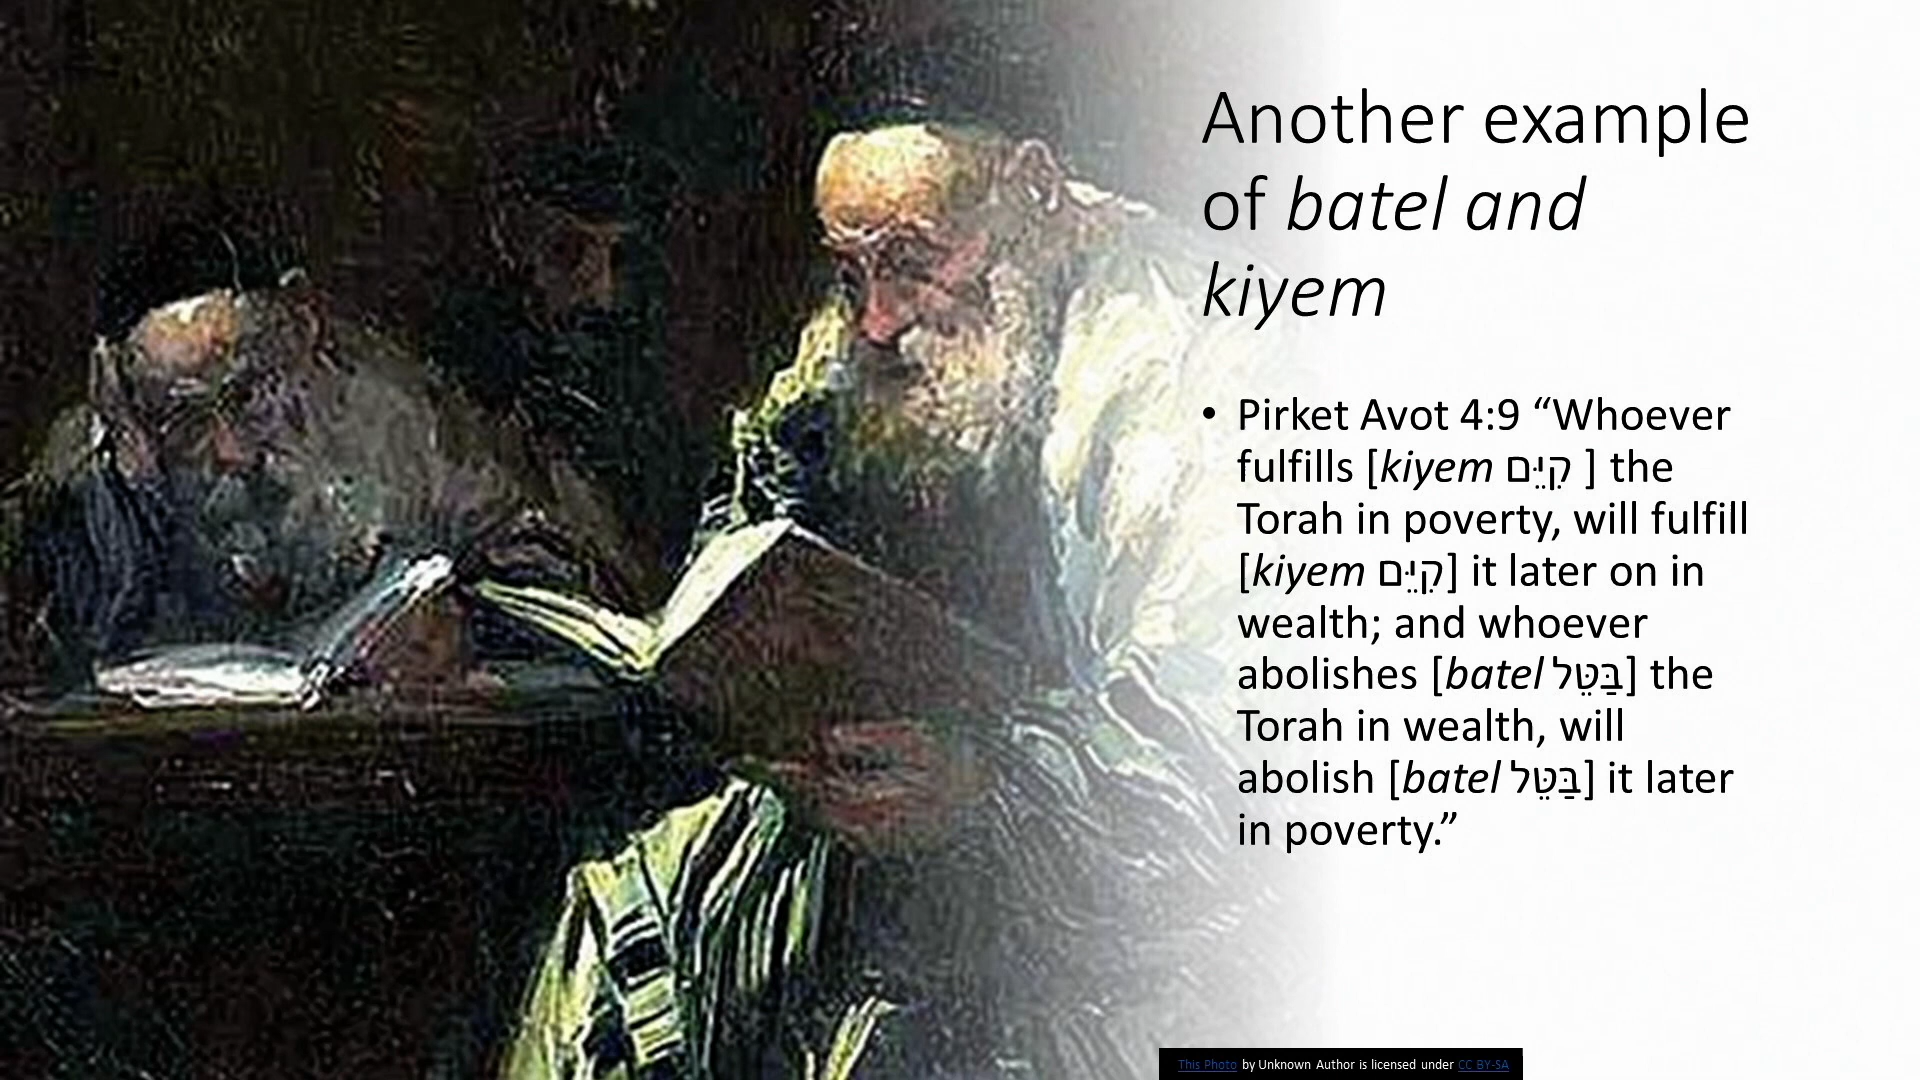 Another example
of batel and
kiyem
• Pirket Avot 4:9 “Whoever
fulfills [kiyem קִיֵּם ] the
Torah in poverty, will fulfill
[kiyem קִיֵּם] it later on in
wealth; and whoever
abolishes [batel בַּטֵּל] the
Torah in wealth, will
abolish [batel בַּטֵּל] it later
in poverty.”
This Photo by Unknown Author is licensed under CC BY-SA